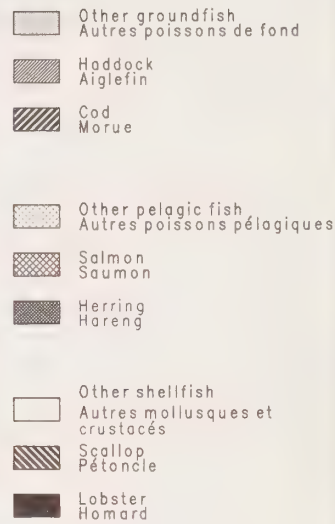 Other groundfish
Autres poissons de fond
Haddock
Aiglefin
Cod
Morue
Other pelagic fish
Autres poissons pélagiques
Salmon
Saumon
Herring
Hareng
Other shellfish
Autres mollusques et
crustacés
Scallop
Pétoncle
Lobster
Homard